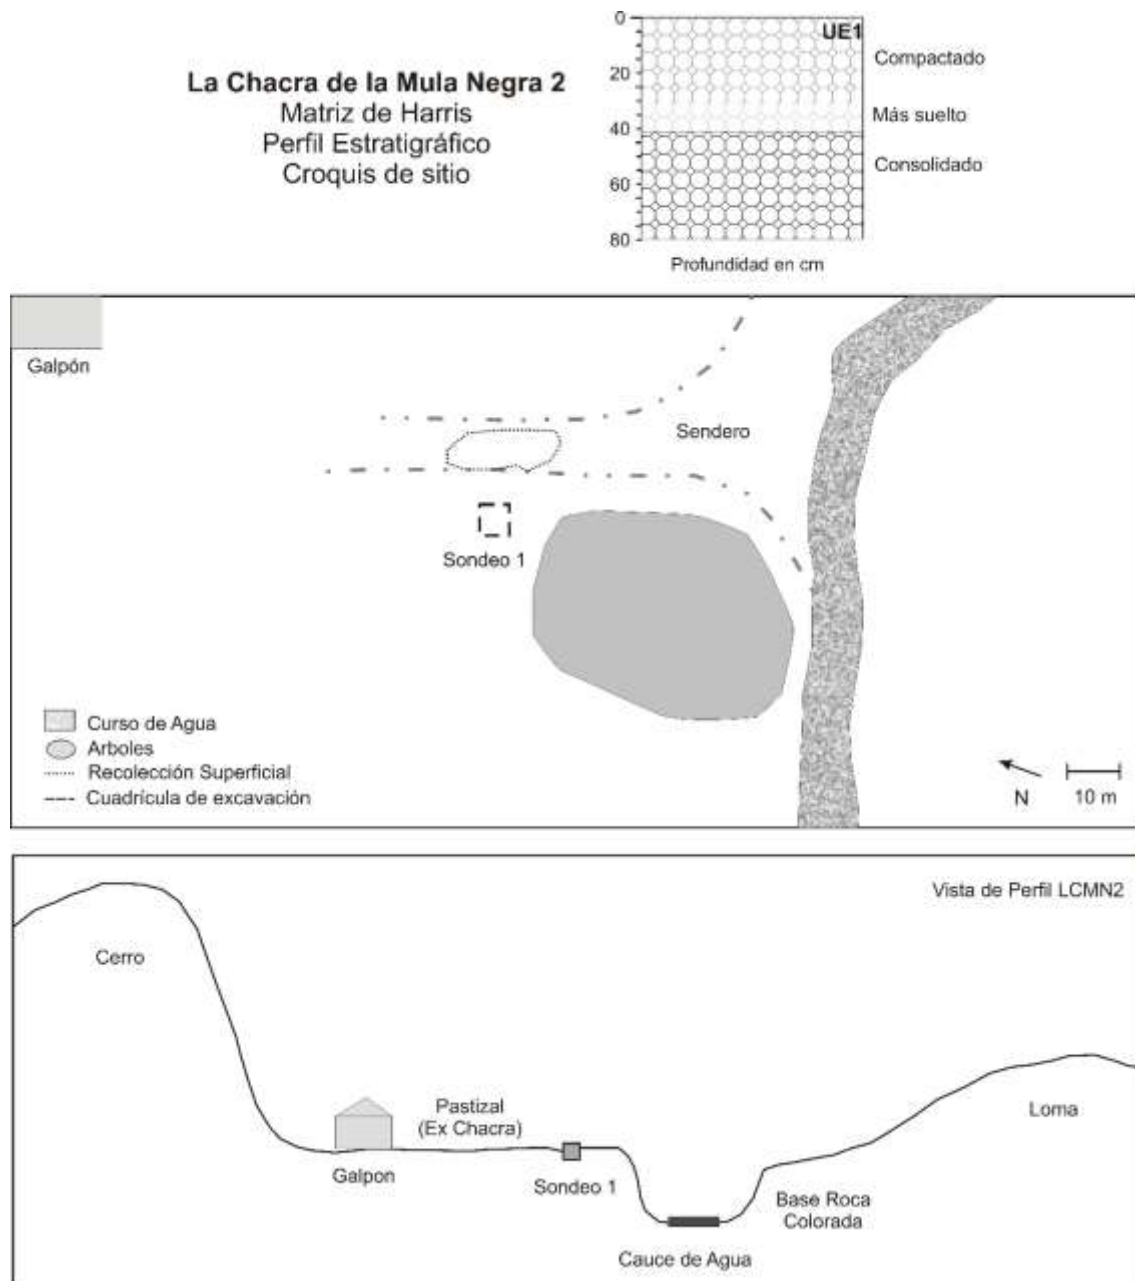 La Chacra de la Mula Negra 2
Matriz de Harris
Perfil Estratigráfico
Croquis de sitio
0
20
40
60
80
UE1
Compactado
Más suelto
Consolidado
Profundidad en cm
Galpón
Sendero
Sondeo 1
Curso de Agua
Arboles
Recolección Superficial
Cuadrícula de excavación
N
10 m
Vista de Perfil LCMN2
Cerro
Pastizal
(Ex Chacra)
Galpon
Sondeo 1
Loma
Base Roca
Colorada
Cauce de Agua